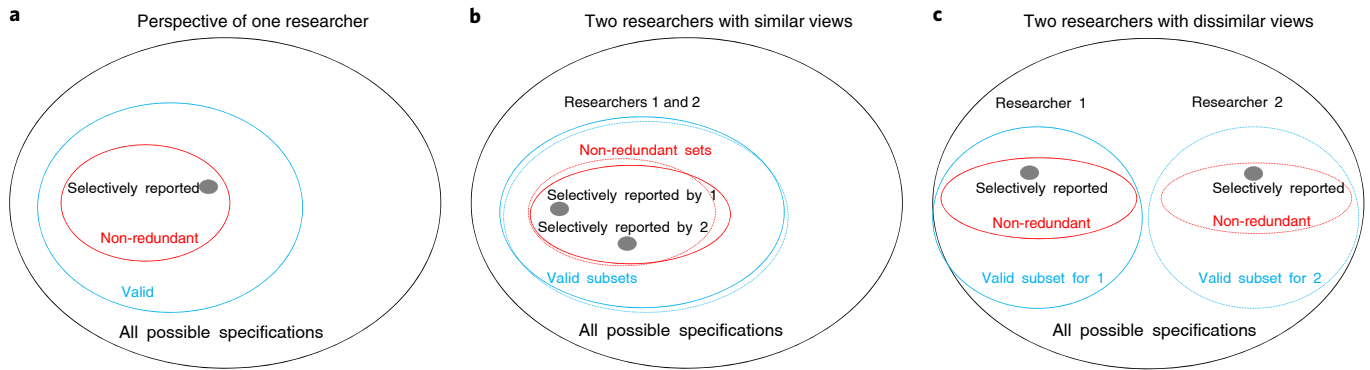 a
Perspective of one researcher
Selectively reported
Non-redundant
Valid
All possible specifications
b
Two researchers with similar views
Researchers 1 and 2
Non-redundant sets
Selectively reported by 1
Selectively reported by 2
Valid subsets
All possible specifications
c
Two researchers with dissimilar views
Researcher 1
Researcher 2
Selectively reported
Selectively reported
Non-redundant
Non-redundant
Valid subset for 1
Valid subset for 2
All possible specifications